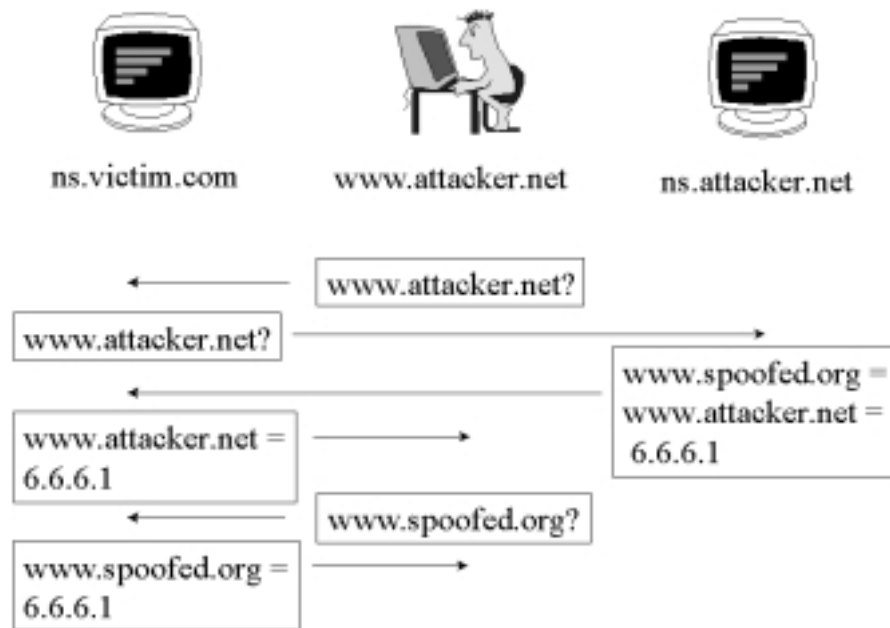 ns.victim.com
www.attacker.net
ns.attacker.net
www.attacker.net?
www.attacker.net?
www.spoofed.org =
www.attacker.net =
6.6.6.1
www.attacker.net =
6.6.6.1
www.spoofed.org?
www.spoofed.org =
6.6.6.1